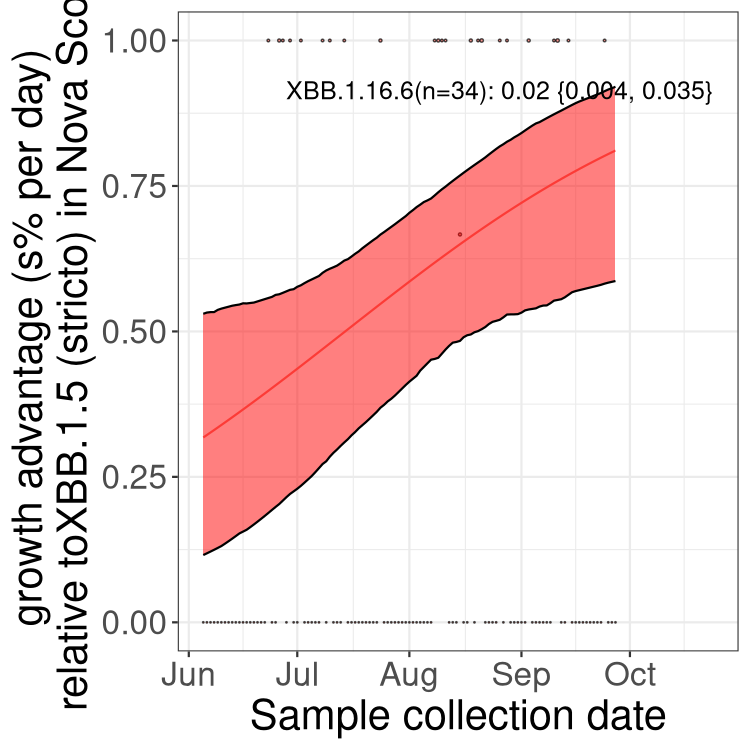 growth advantage (s% per day)
relative toXBB.1.5 (stricto) in Nova Sco
1.00
0.75
0.50
0.25
0.00
XBB.1.16.6(n=34): 0.02 {0.004, 0.035}
Jun Jul Aug Sep Oct
Sample collection date